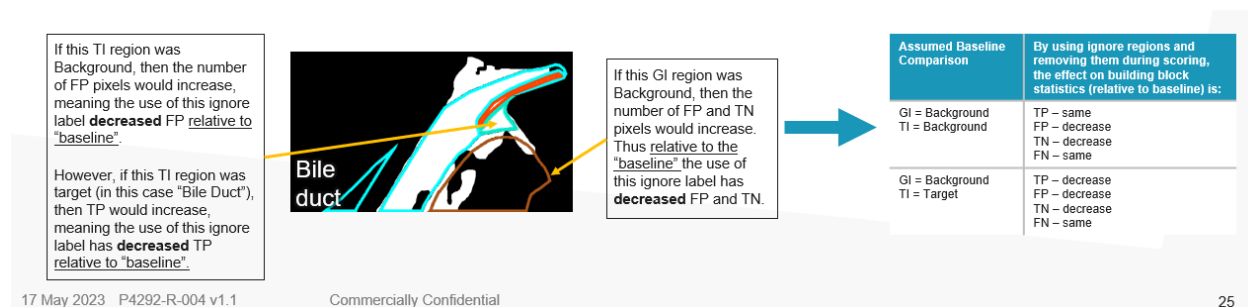 If this TI region was
Background, then the number
of FP pixels would increase,
meaning the use of this ignore
label decreased FP relative to
“baseline”.
However, if this TI region was
target (in this case “Bile Duct”),
then TP would increase,
meaning the use of this ignore
label has decreased TP
relative to “baseline”.
Bile
duct
If this GI region was
Background, then the
number of FP and TN
pixels would increase.
Thus relative to the
“baseline” the use of
this ignore label has
decreased FP and TN.
Assumed Baseline
Comparison
By using ignore regions and
removing them during scoring,
the effect on building block
statistics (relative to baseline) is:
GI = Background
TI = Background
TP – same
FP – decrease
TN – decrease
FN – same
GI = Background
TI = Target
TP – decrease
FP – decrease
TN – decrease
FN – same
17 May 2023 P4292-R-004 v1.1
Commercially Confidential
25